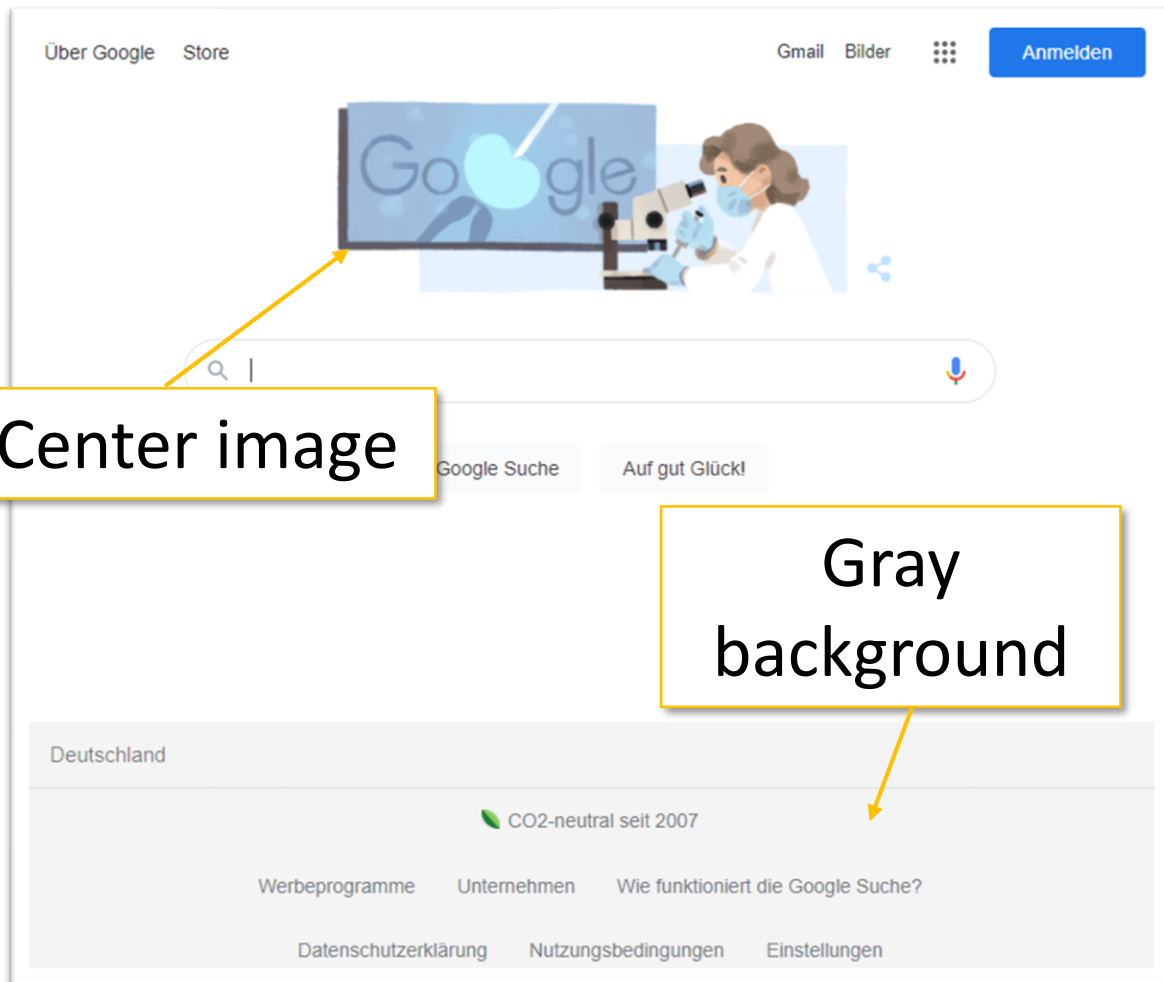 Über Google Store Gmail Bilder Anmelden
Google
Center image
Google Suche Auf gut Glück!
Gray
background
Deutschland
CO2-neutral seit 2007
Werbeprogramme Unternehmen Wie funktioniert die Google Suche?
Datenschutzerklärung Nutzungsbedingungen Einstellungen